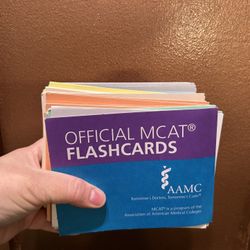 OFFICIAL MCAT®
FLASHCARDS
AAMC
Tomorrow's Doctors, Tomorrow's Cures®
MCAT® is a program of the
Association of American Medical Colleges